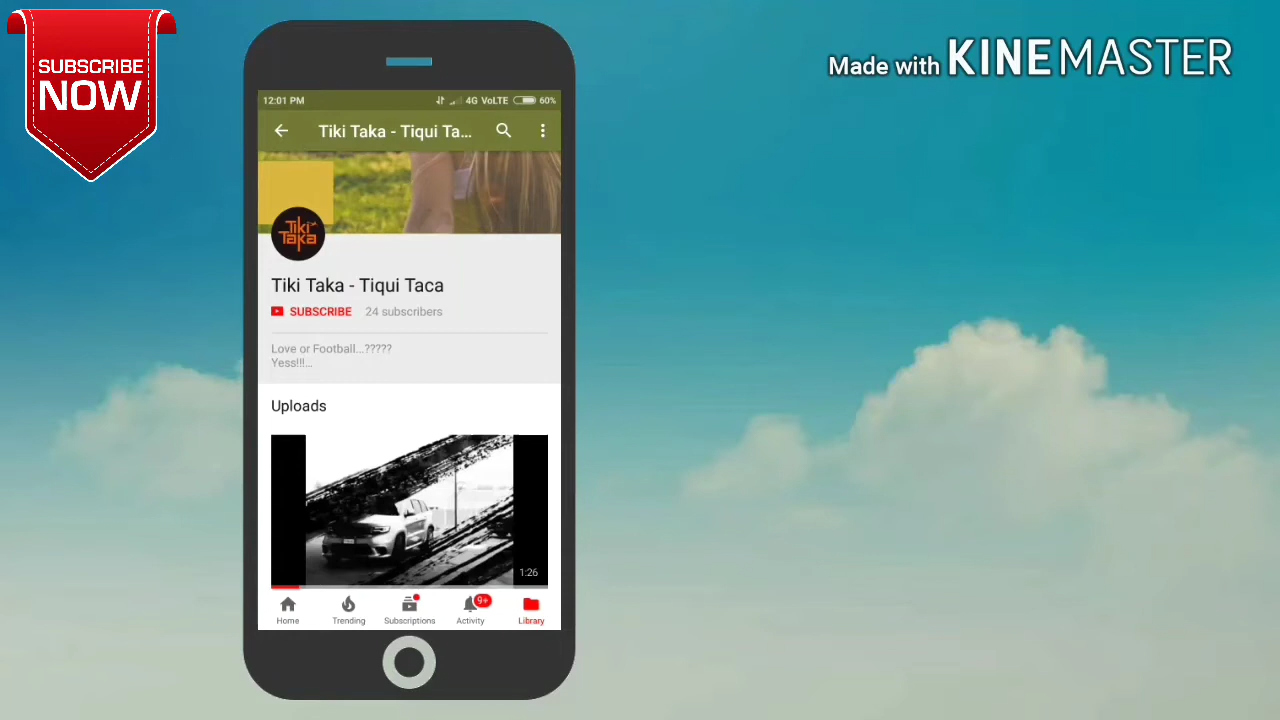 SUBSCRIBE
NOW
Made with KINEMASTER
12:01 PM 4G VoLTE 60%
Tiki Taka - Tiqui Ta...
Tiki
Taka
Tiki Taka - Tiqui Taca
SUBSCRIBE 24 subscribers
Love or Football...?????
Yess!!!...
Uploads
1:26
9+
Home Trending Subscriptions Activity Library